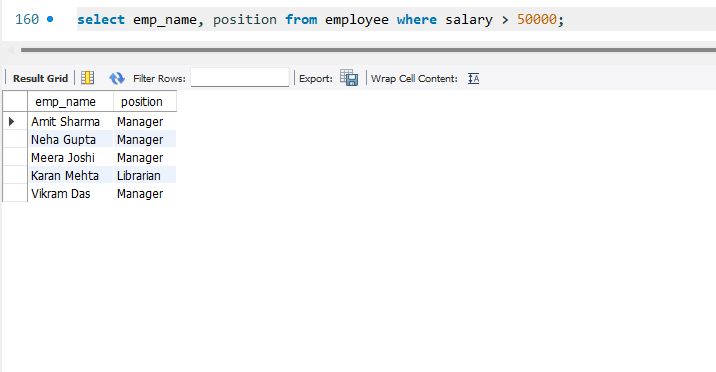 160 select emp_name, position from employee where salary > 50000;
Result Grid Filter Rows: Export: Wrap Cell Content:
emp_name position
Amit Sharma Manager
Neha Gupta Manager
Meera Joshi Manager
Karan Mehta Librarian
Vikram Das Manager